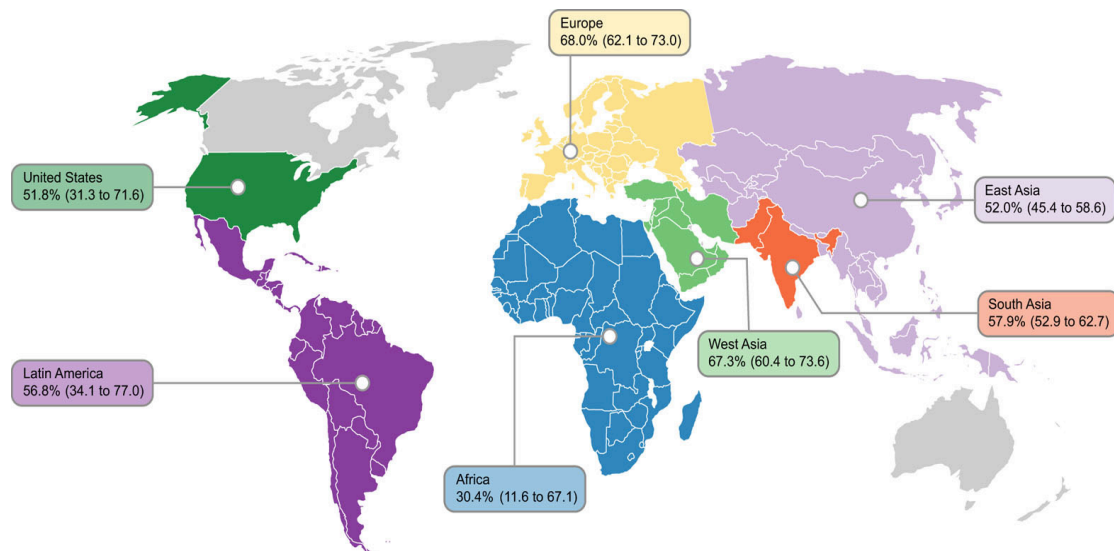 Europe
68.0% (62.1 to 73.0)
United States
51.8% (31.3 to 71.6)
East Asia
52.0% (45.4 to 58.6)
South Asia
57.9% (52.9 to 62.7)
West Asia
67.3% (60.4 to 73.6)
Latin America
56.8% (34.1 to 77.0)
Africa
30.4% (11.6 to 67.1)